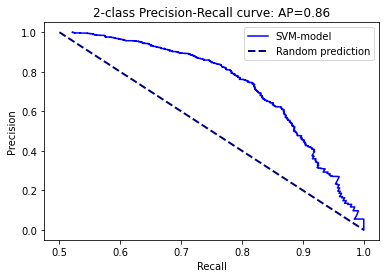 2-class Precision-Recall curve: AP=0.86
SVM-model
Random prediction
Precision
1.0
0.8
0.6
0.4
0.2
0.0
0.5 0.6 0.7 0.8 0.9 1.0
Recall